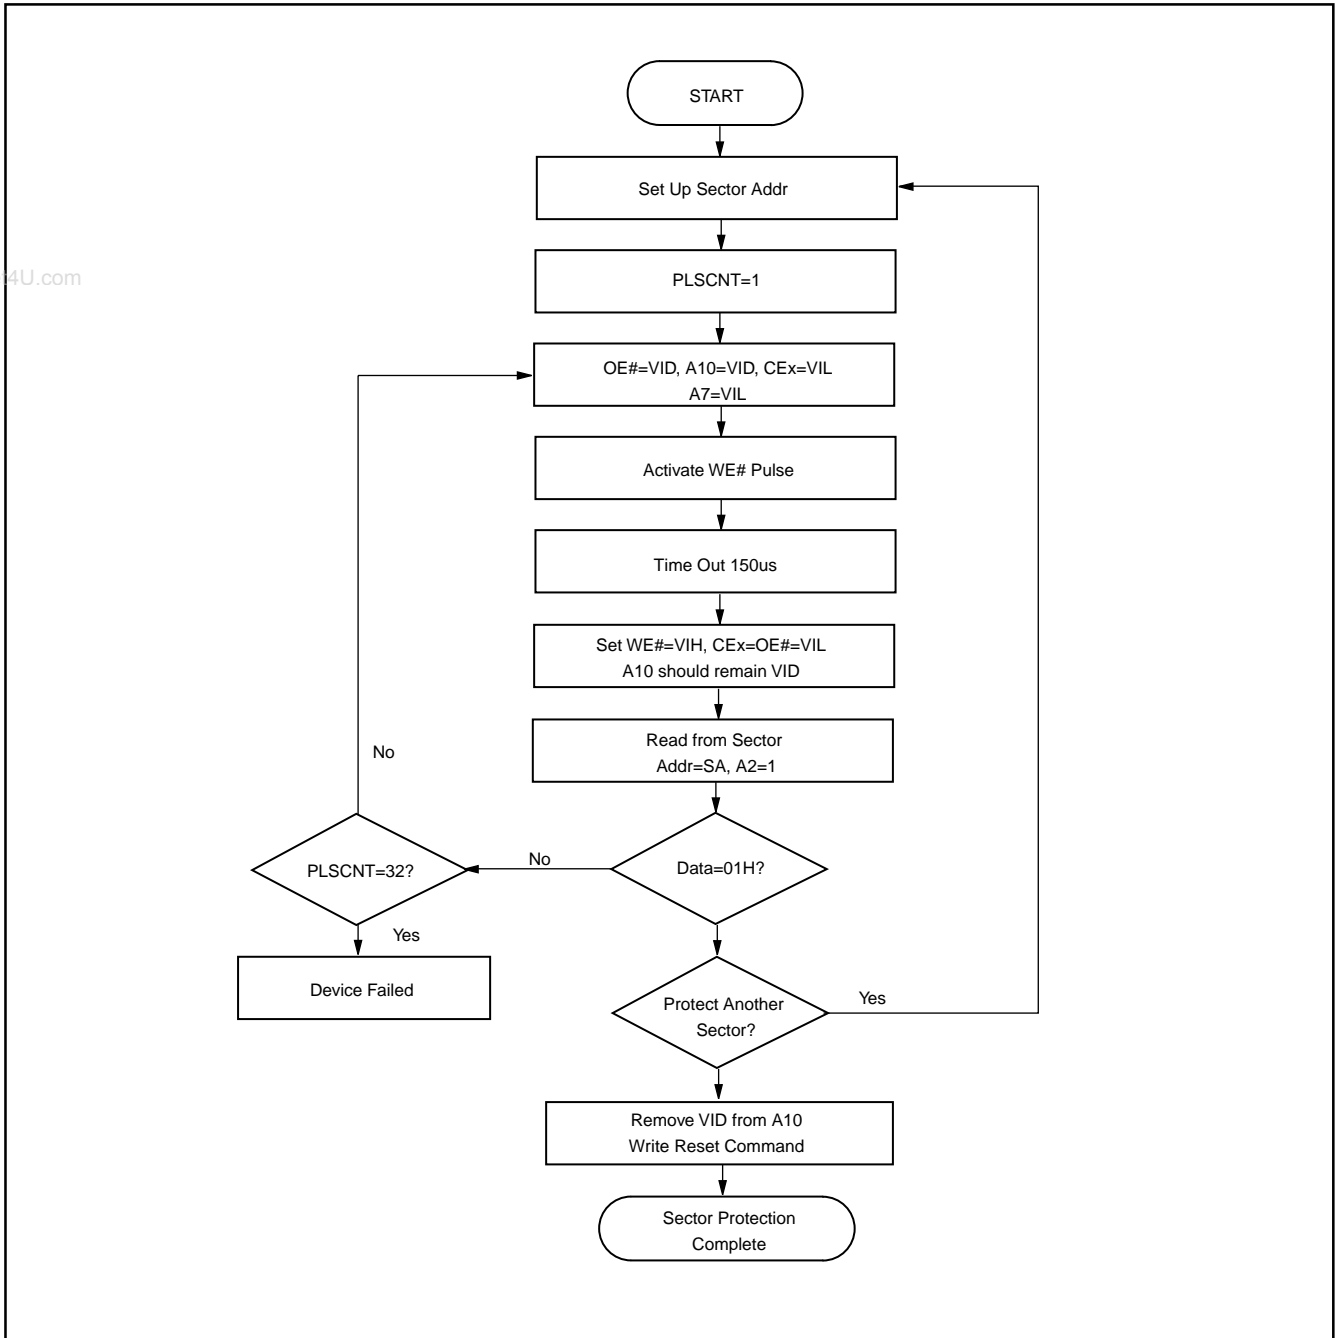 START
Set Up Sector Addr
4U.com
PLSCNT=1
OE#=VID, A10=VID, CEx=VIL
A7=VIL
Activate WE# Pulse
Time Out 150us
Set WE#=VIH, CEx=OE#=VIL
A10 should remain VID
Read from Sector
Addr=SA, A2=1
No
Data=01H?
No
PLSCNT=32?
Yes
Device Failed
Protect Another
Sector?
Yes
Remove VID from A10
Write Reset Command
Sector Protection
Complete